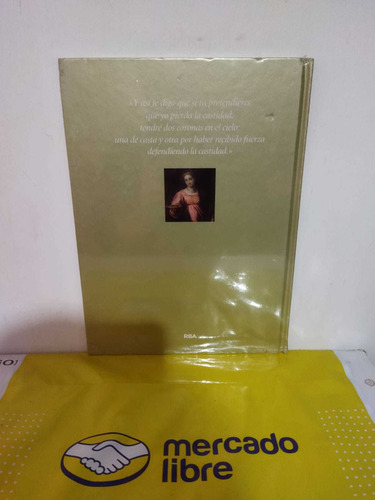 «Y aun te digo que si tú pretendieres
que yo pierda la castidad,
tendré dos coronas en el cielo:
una de casta y otra por haber recibido fuerza
defendiendo la castidad.»
RBA
mercado
libre